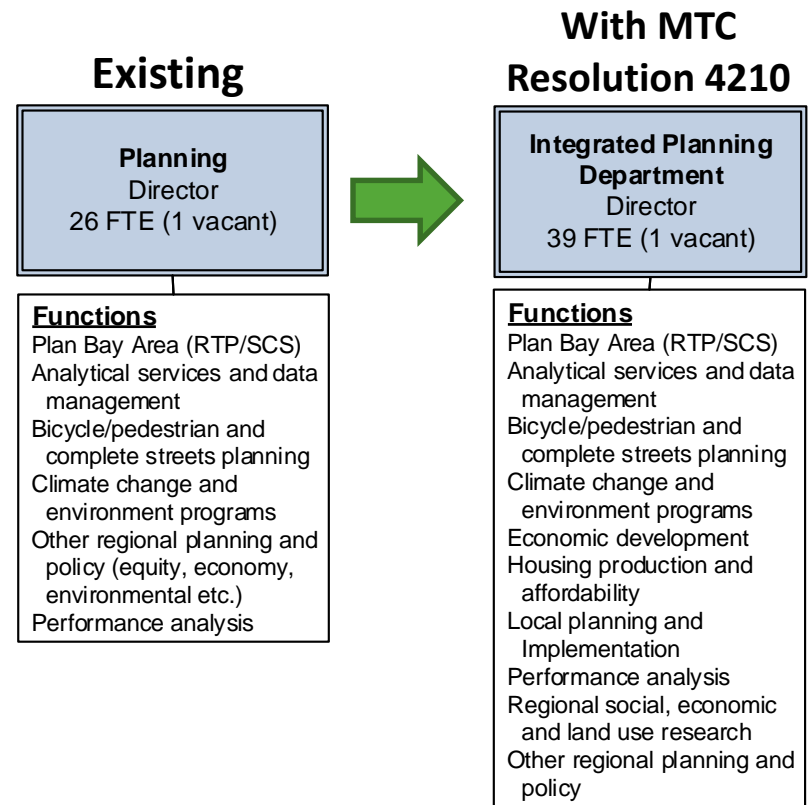 Existing
Planning
Director
26 FTE (1 vacant)
Functions
Plan Bay Area (RTP/SCS)
Analytical services and data
management
Bicycle/pedestrian and
complete streets planning
Climate change and
environment programs
Other regional planning and
policy (equity, economy,
environmental etc.)
Performance analysis
With MTC
Resolution 4210
Integrated Planning
Department
Director
39 FTE (1 vacant)
Functions
Plan Bay Area (RTP/SCS)
Analytical services and data
management
Bicycle/pedestrian and
complete streets planning
Climate change and
environment programs
Economic development
Housing production and
affordability
Local planning and
Implementation
Performance analysis
Regional social, economic
and land use research
Other regional planning and
policy